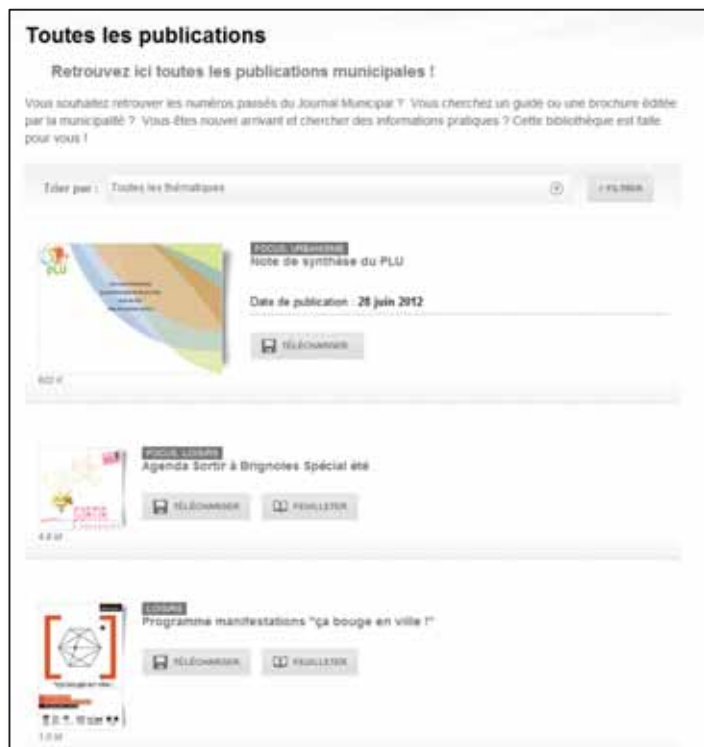 Toutes les publications
Retrouvez ici toutes les publications municipales !
Vous souhaitez retrouver les numéros passés du Journal Municipal ? Vous cherchez un guide ou une brochure éditée
par la municipalité ? Vous êtes nouvel arrivant et chercher des informations pratiques ? Cette bibliothèque est faite
pour vous !
Trier par : Toutes les thématiques
> FILTRER
PLU
FOCUS, URBANISME
Note de synthèse du PLU
Date de publication : 28 juin 2012
TÉLÉCHARGER
FOCUS, LOISIRS
Agenda Sortir à Brignoles Spécial été
TÉLÉCHARGER FEUILLETER
SORTIR
LOISIRS
Programme manifestations "ça bouge en ville !"
TÉLÉCHARGER FEUILLETER